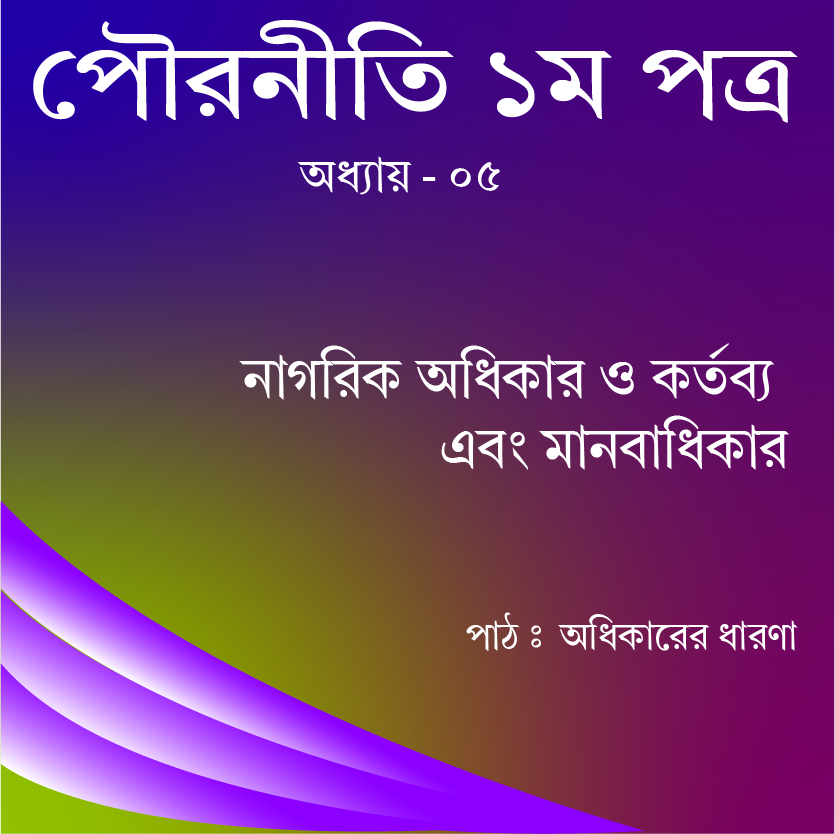 পৌরনীতি ১ম পত্র
অধ্যায় - ০৫
নাগরিক অধিকার ও কর্তব্য
এবং মানবাধিকার
পাঠ ঃ অধিকারের ধারণা